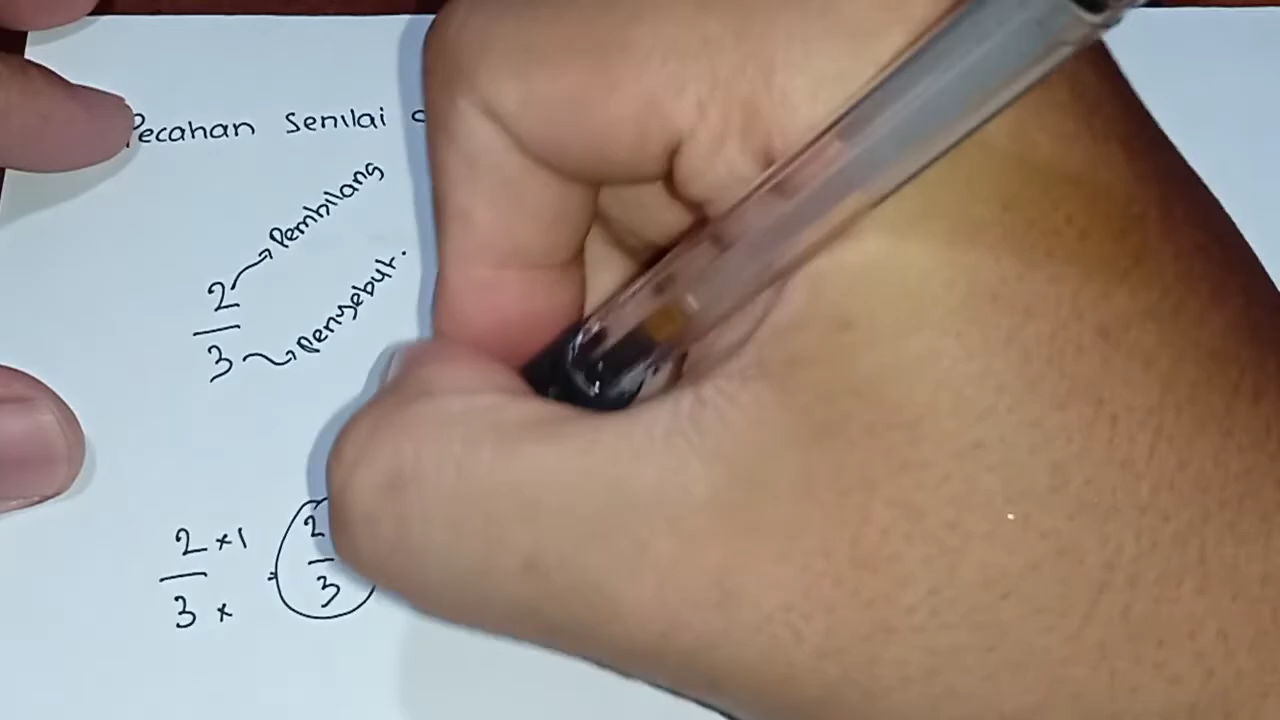 Pecahan Senilai
2 → Pembilang
3 → Penyebut.
2 × 1 = 2
3 × 3